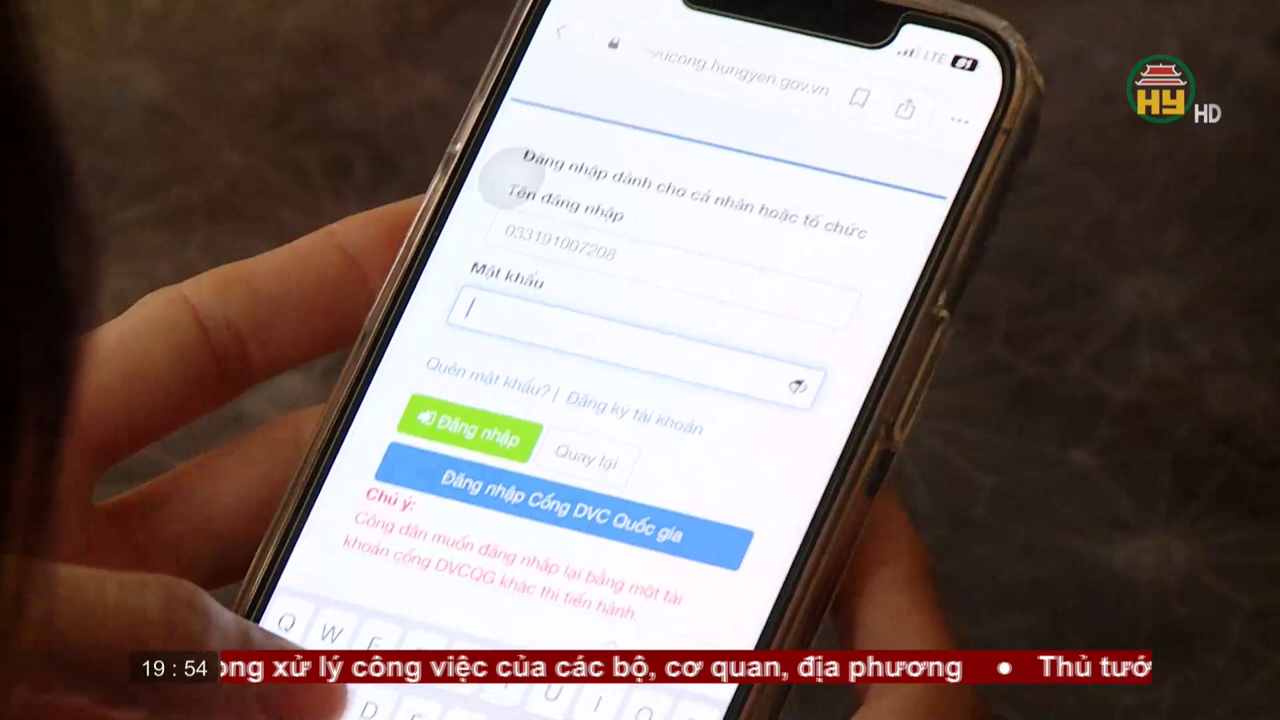 LTE
vucong.hungyen.gov.vn
HY HD
Đăng nhập dành cho cá nhân hoặc tổ chức
Tên đăng nhập
033191007208
Mật khẩu
Quên mật khẩu? | Đăng ký tài khoản
Đăng nhập
Quay lại
Đăng nhập Cổng DVC Quốc gia
Chú ý:
Công dân muốn đăng nhập lại bằng một tài
khoản cổng DVCQG khác thì tiến hành
Q W E
U I O
D F
19 : 54 ong xử lý công việc của các bộ, cơ quan, địa phương ● Thủ tướ